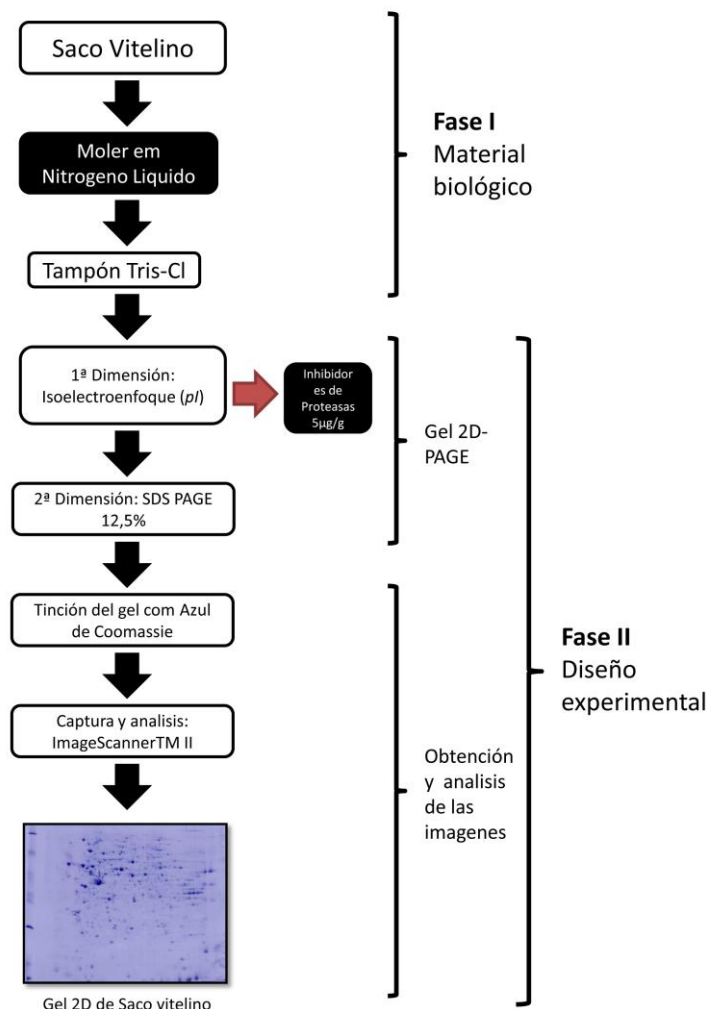 Saco Vitelino
Moler em
Nitrogeno Liquido
Tampón Tris-Cl
Fase I
Material
biológico
1ª Dimensión:
Isoelectroenfoque (pI)
Inhibidor
es de
Proteasas
5µg/g
2ª Dimensión: SDS PAGE
12,5%
Gel 2D-
PAGE
Tinción del gel com Azul
de Coomassie
Captura y analisis:
ImageScannerTM II
Obtención
y analisis
de las
imagenes
Fase II
Diseño
experimental
Gel 2D de Saco vitelino